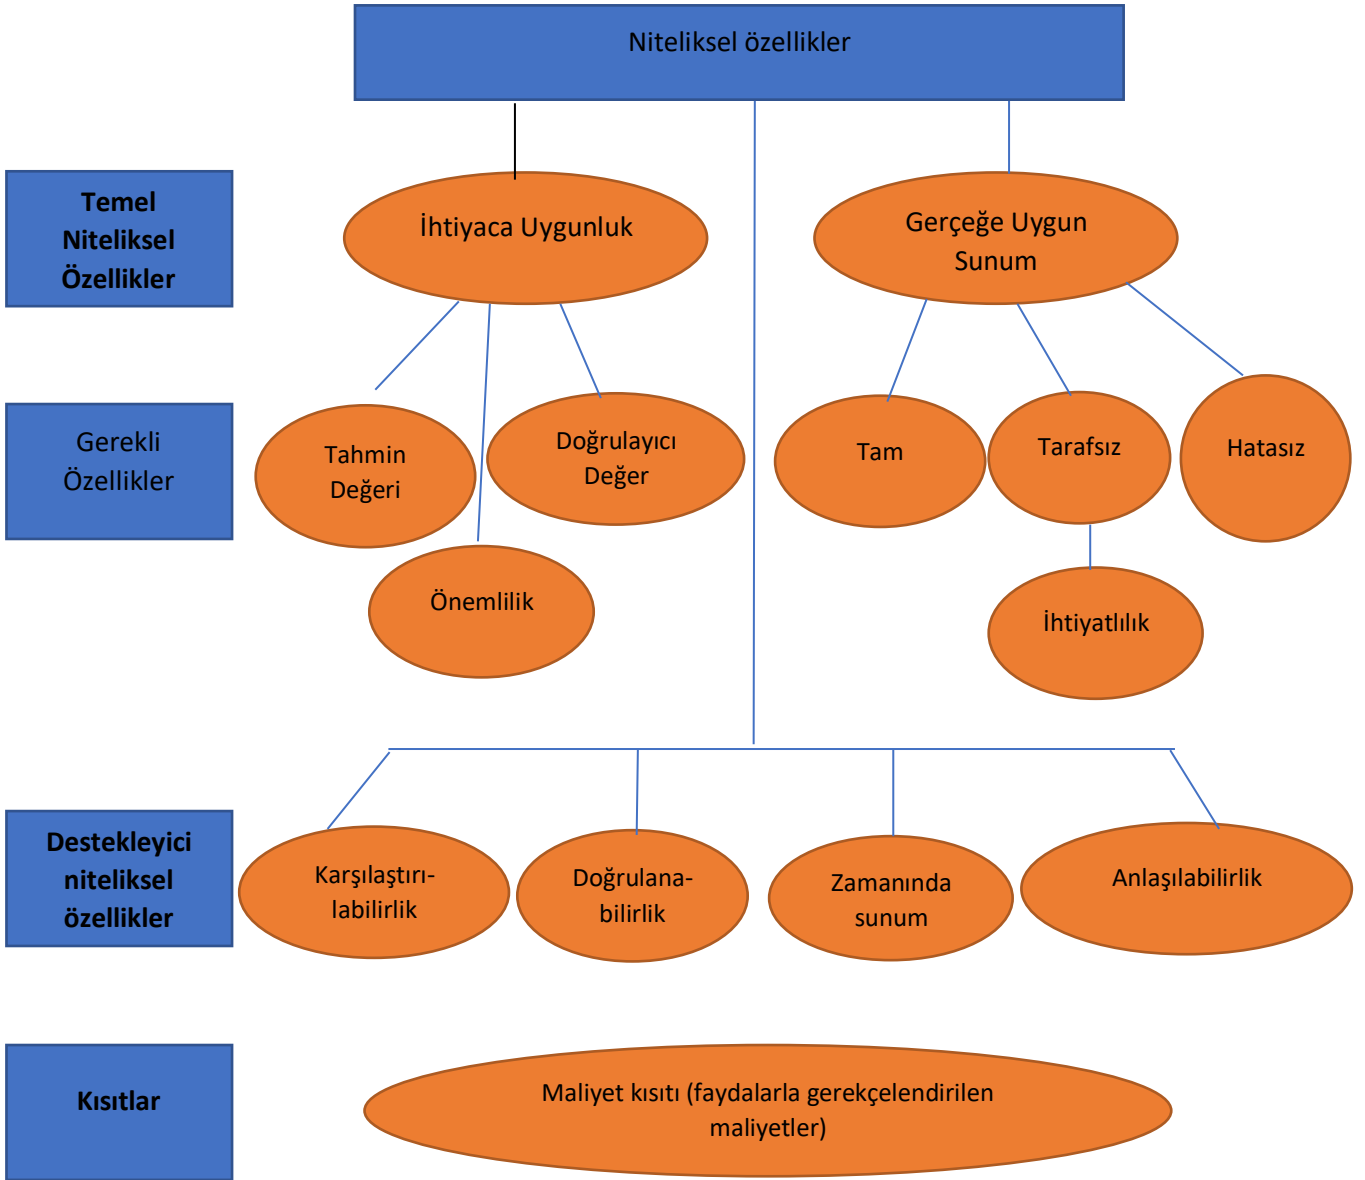 Niteliksel özellikler
Temel
Niteliksel
Özellikler
İhtiyaca Uygunluk
Gerçeğe Uygun
Sunum
Gerekli
Özellikler
Tahmin
Değeri
Doğrulayıcı
Değer
Tam
Tarafsız
Hatasız
Önemlilik
İhtiyatlılık
Destekleyici
niteliksel
özellikler
Karşılaştırı-
labilirlik
Doğrulana-
bilirlik
Zamanında
sunum
Anlaşılabilirlik
Kısıtlar
Maliyet kısıtı (faydalarla gerekçelendirilen
maliyetler)